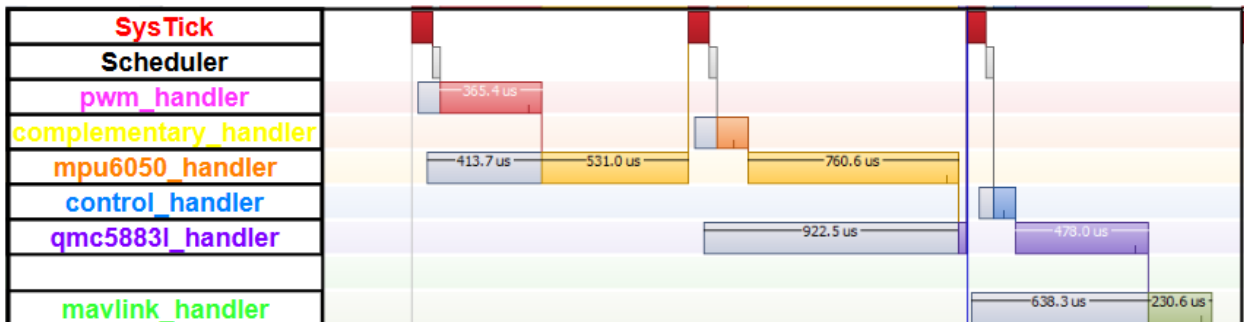 SysTick
Scheduler
pwm_handler 365.4 us
complementary_handler
mpu6050_handler 413.7 us 531.0 us 760.6 us
control_handler
qmc5883l_handler 922.5 us 478.0 us
mavlink_handler 638.3 us 230.6 us